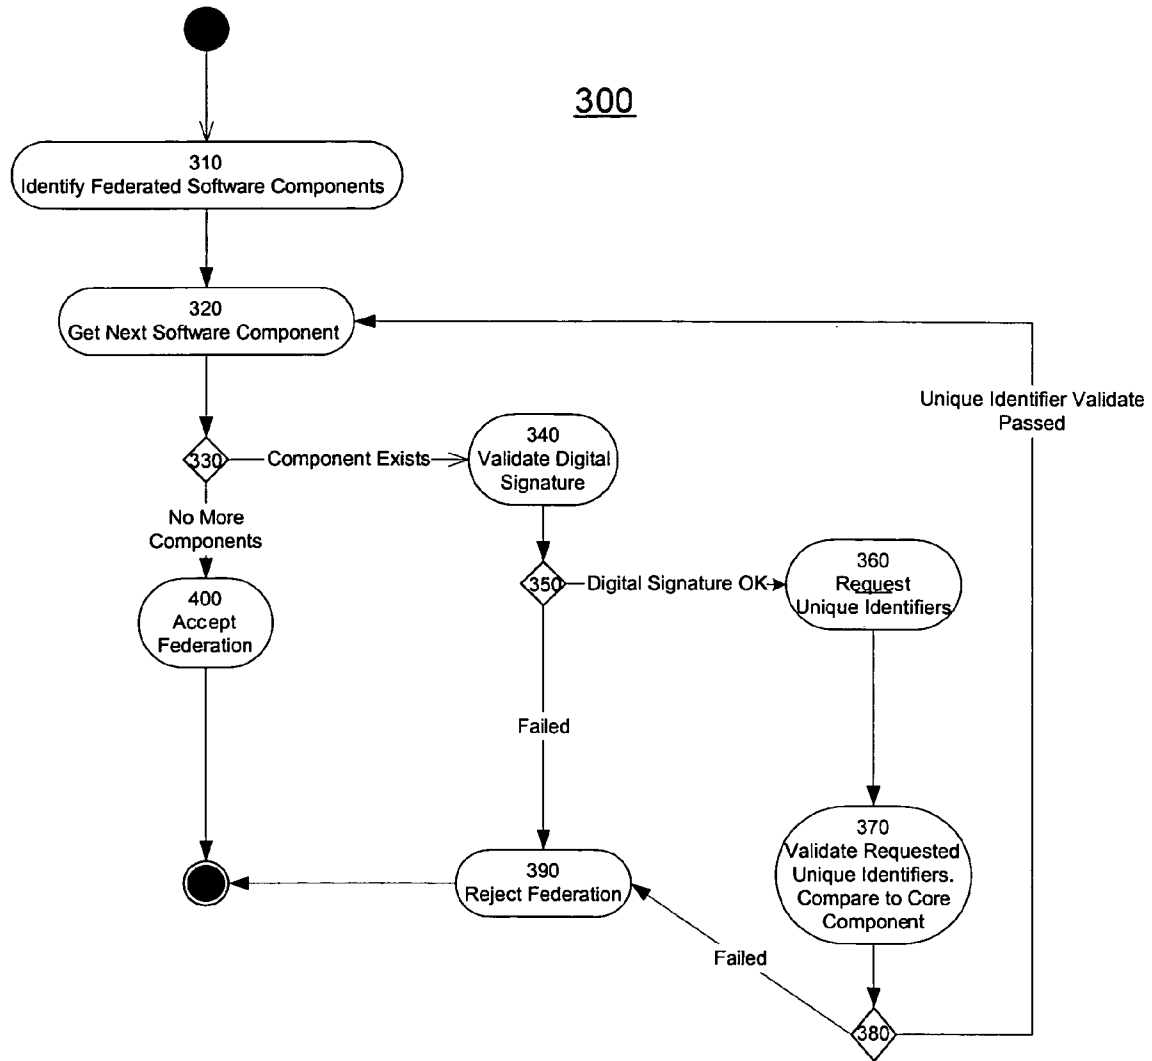 300
310
Identify Federated Software Components
320
Get Next Software Component
Unique Identifier Validate
Passed
330
Component Exists
340
Validate Digital
Signature
No More
Components
350
Digital Signature OK
360
Request
Unique Identifiers
400
Accept
Federation
Failed
370
Validate Requested
Unique Identifiers.
Compare to Core
Component
390
Reject Federation
Failed
380